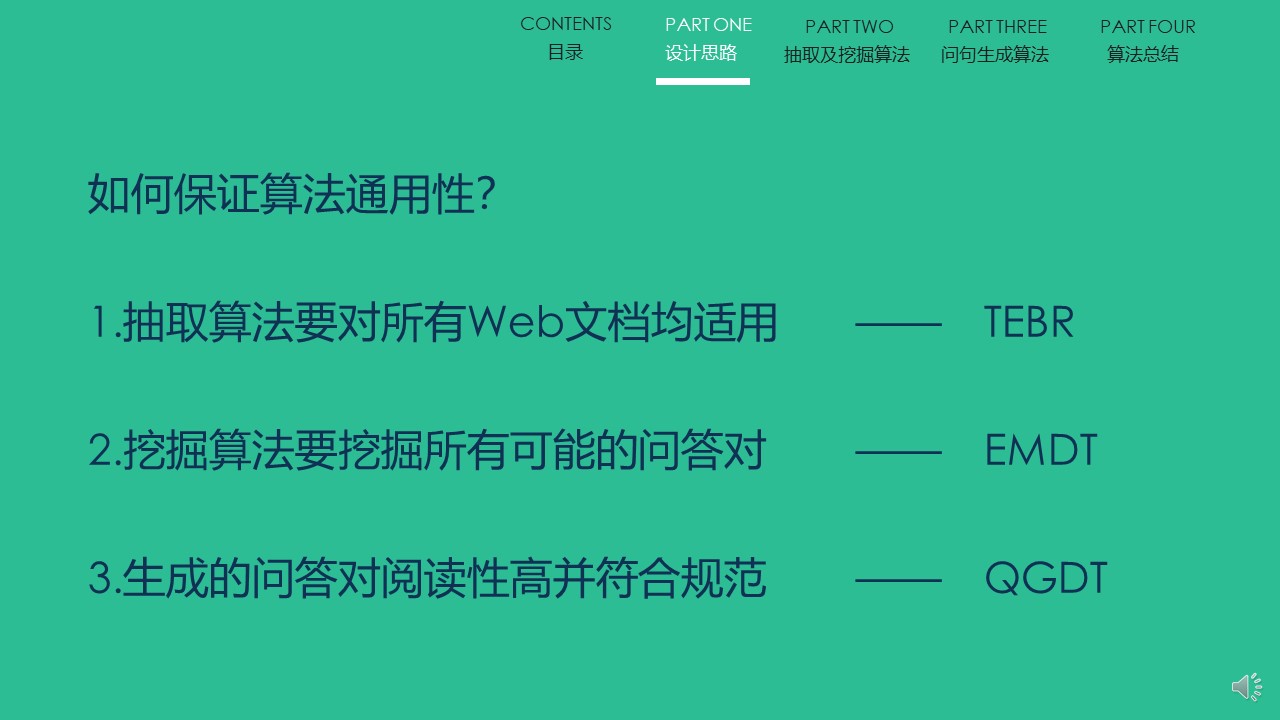 CONTENTS
目录
PART ONE
设计思路
PART TWO
抽取及挖掘算法
PART THREE
问句生成算法
PART FOUR
算法总结
如何保证算法通用性？
1.抽取算法要对所有Web文档均适用 —— TEBR
2.挖掘算法要挖掘所有可能的问答对 —— EMDT
3.生成的问答对阅读性高并符合规范 —— QGDT